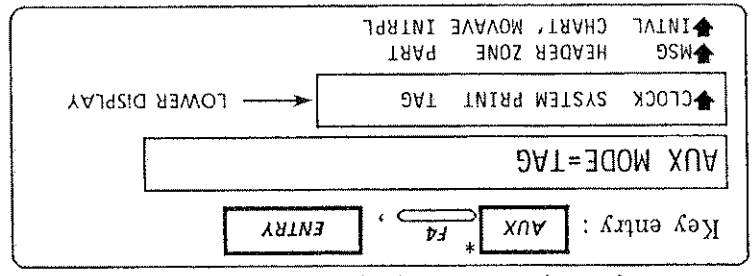 Key entry : AUX * F4 , ENTRY
AUX MODE=TAG
CLOCK SYSTEM PRINT TAG LOWER DISPLAY
MSG HEADER ZONE PART
INTVL CHART' MOVAVE INTRPL